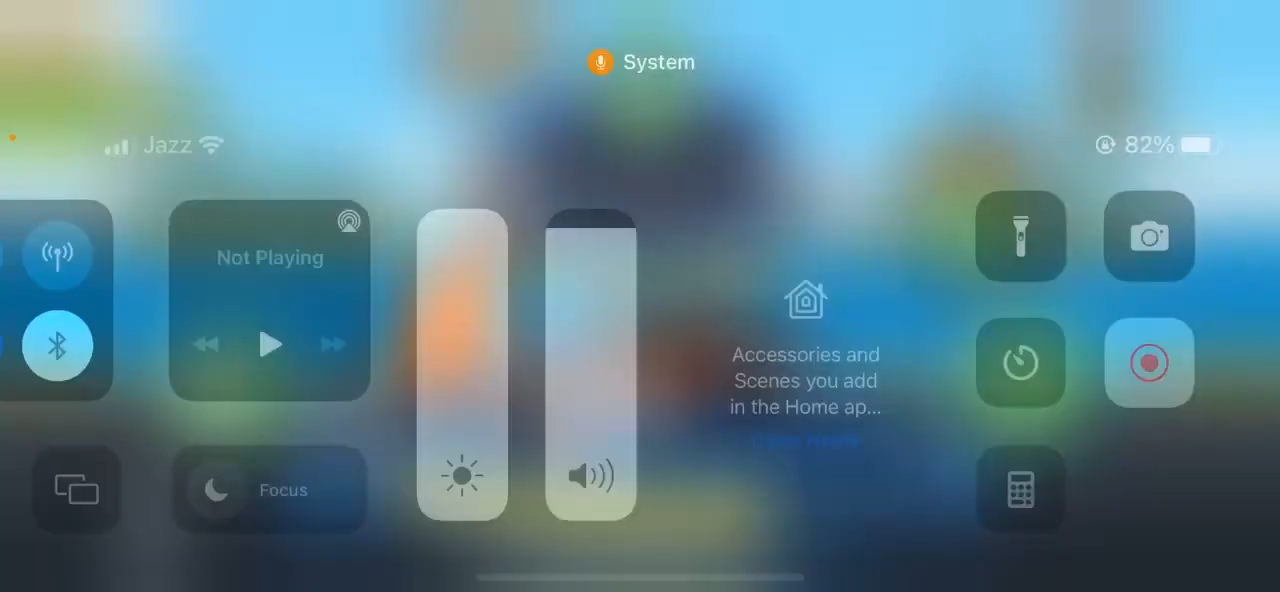 System
Jazz
82%
Not Playing
Accessories and
Scenes you add
in the Home ap...
Focus